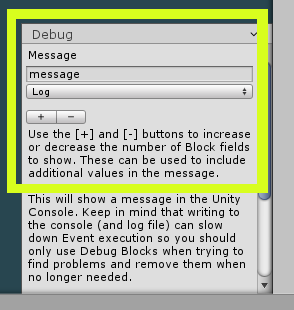 Debug
Message
message
Log
+ -
Use the [+] and [-] buttons to increase
or decrease the number of Block fields
to show. These can be used to include
additional values in the message.
This will show a message in the Unity
Console. Keep in mind that writing to
the console (and log file) can slow
down Event execution so you should
only use Debug Blocks when trying to
find problems and remove them when
no longer needed.